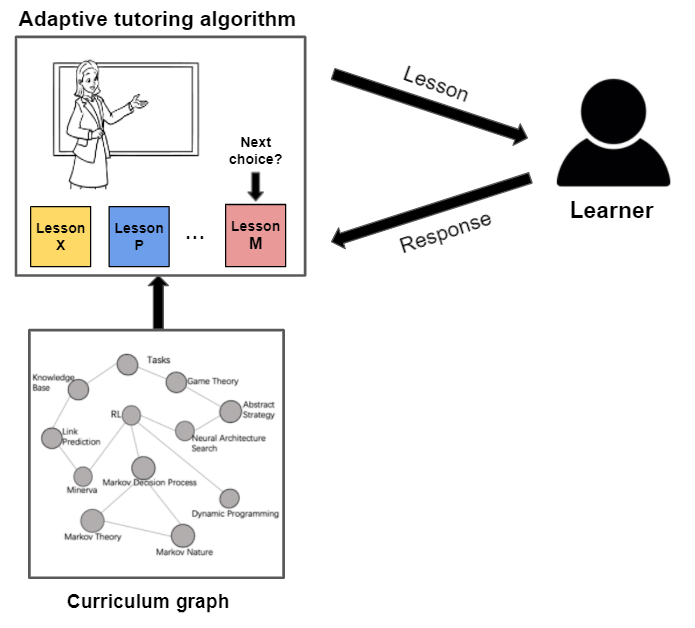 Adaptive tutoring algorithm
Next
choice?
Lesson
X
Lesson
P
...
Lesson
M
Lesson
Response
Learner
Tasks
Knowledge
Base
Game Theory
Abstract
Strategy
RL
Link
Prediction
Neural Architecture
Search
Minerva
Markov Decision Process
Dynamic Programming
Markov Theory
Markov Nature
Curriculum graph